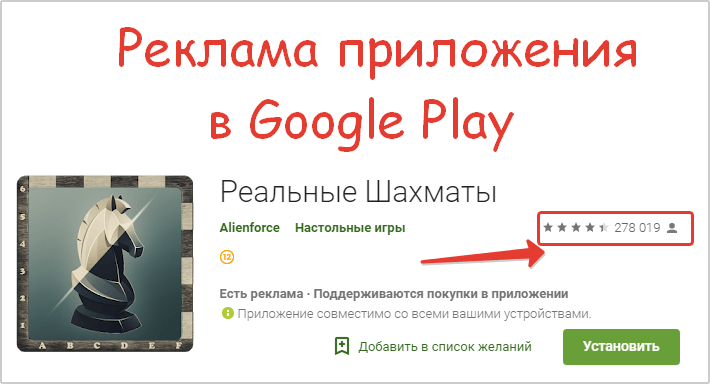 Реклама приложения
в Google Play
Реальные Шахматы
Alienforce Настольные игры
278 019
12
Есть реклама · Поддерживаются покупки в приложении
Приложение совместимо со всеми вашими устройствами.
Добавить в список желаний
Установить
6
5
4
3
2
1
A B C D E F